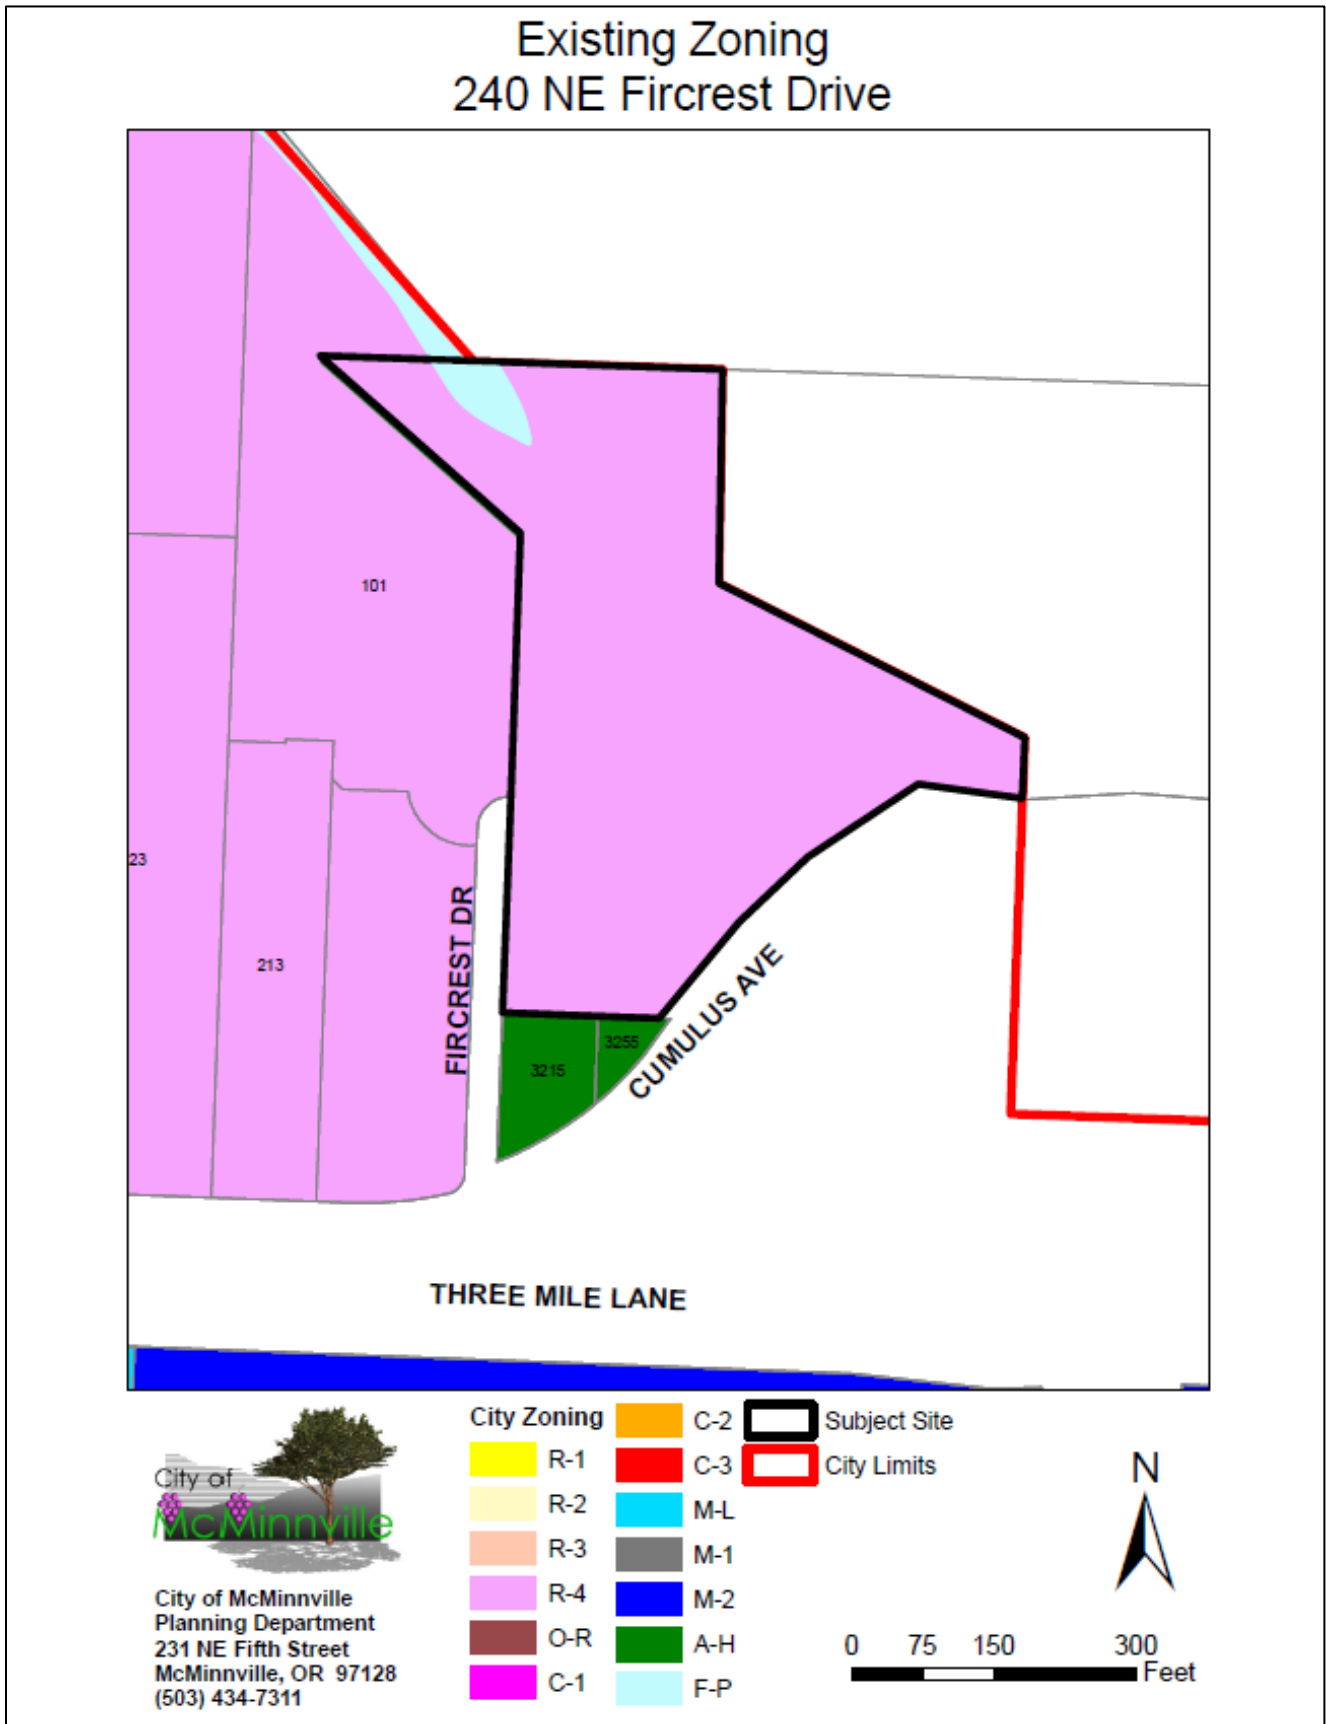 Existing Zoning
240 NE Fircrest Drive
101
23
213
FIRCREST DR
3215
3255
CUMULUS AVE
THREE MILE LANE
City of
McMinnville
City of McMinnville
Planning Department
231 NE Fifth Street
McMinnville, OR 97128
(503) 434-7311
City Zoning
R-1
R-2
R-3
R-4
O-R
C-1
C-2
C-3
M-L
M-1
M-2
A-H
F-P
Subject Site
City Limits
N
0 75 150 300
Feet